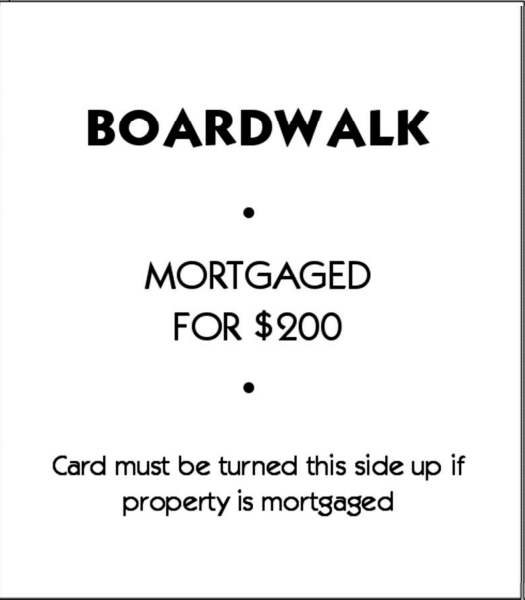 BOARDWALK
•
MORTGAGED
FOR $200
•
Card must be turned this side up if
property is mortgaged